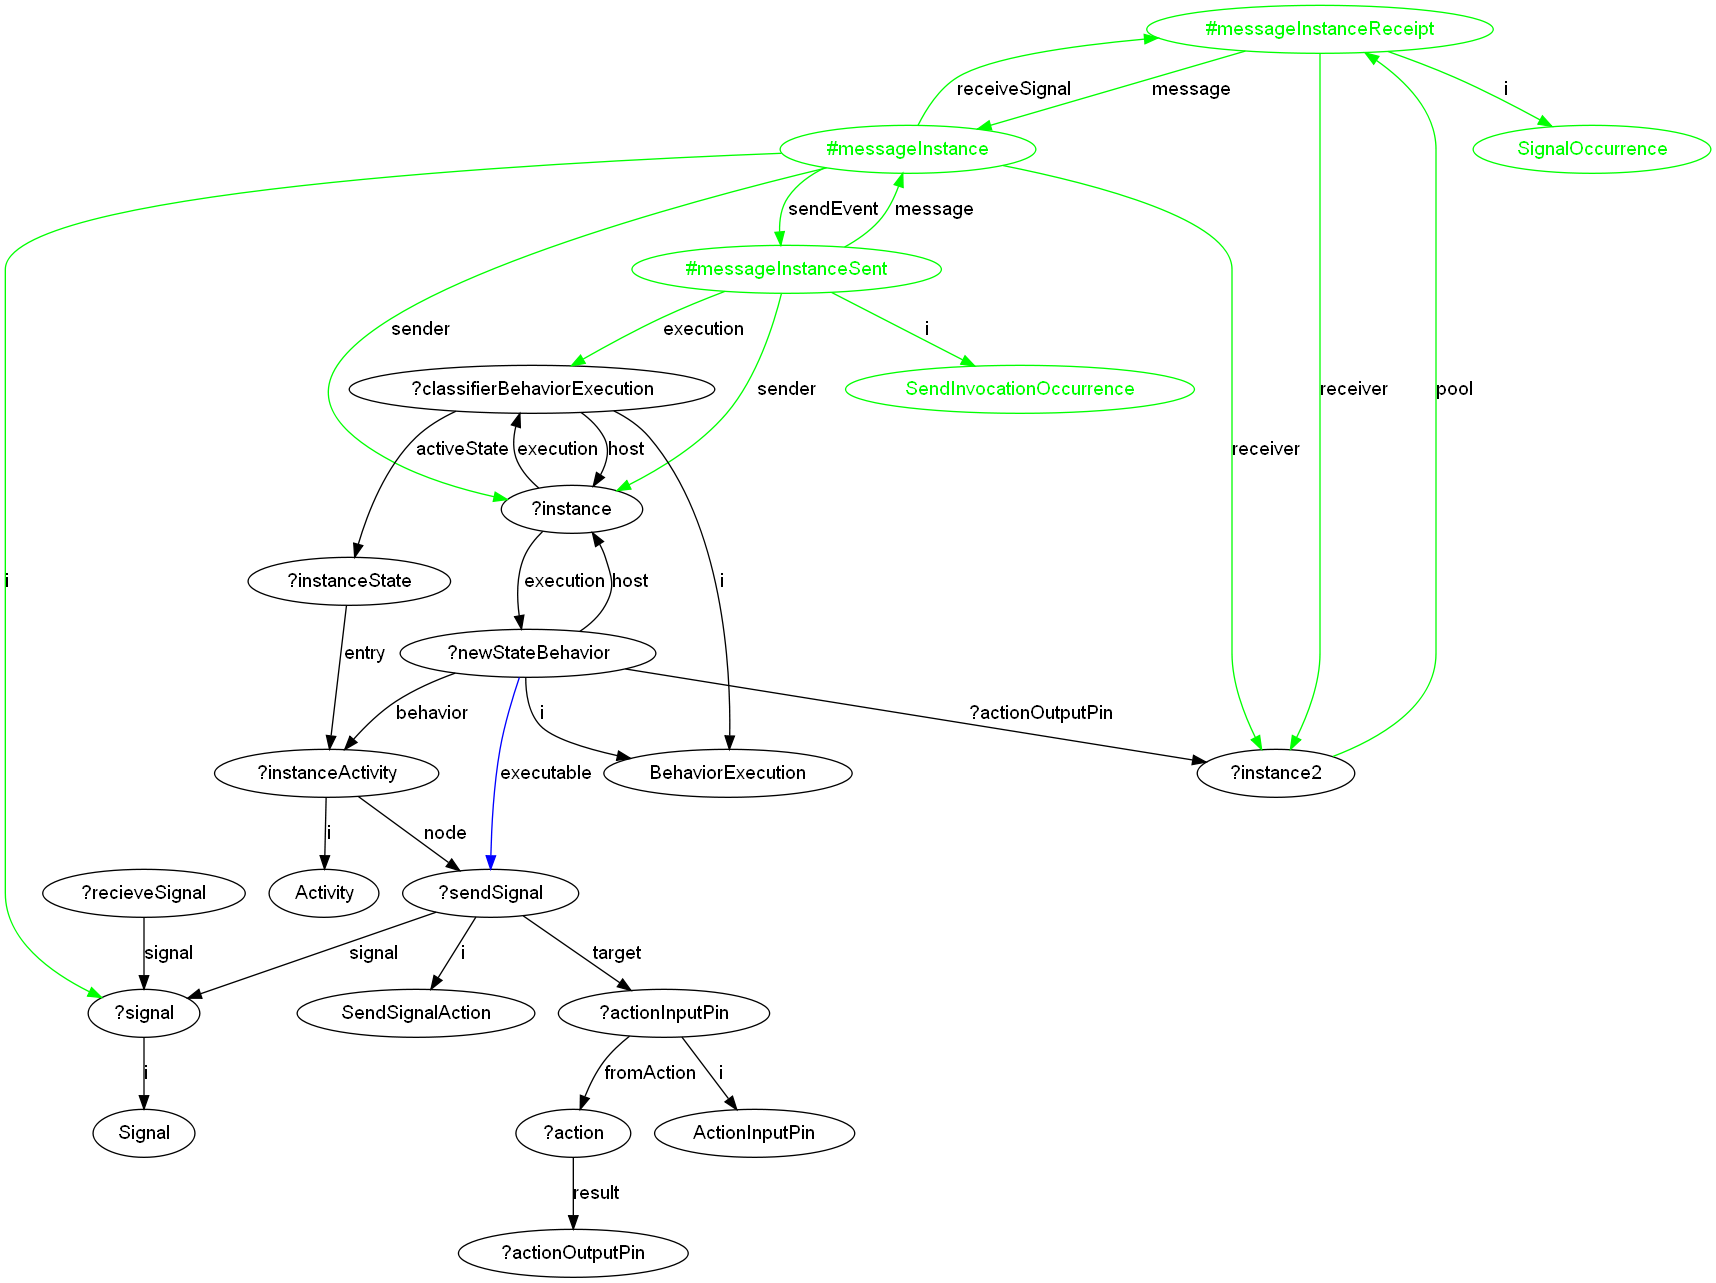 #messageInstanceReceipt
receiveSignal
message
i
#messageInstance
SignalOccurrence
sendEvent
message
#messageInstanceSent
sender
execution
i
?classifierBehaviorExecution
SendInvocationOccurrence
sender
receiver
pool
activeState
execution
host
receiver
?instance
i
?instanceState
execution
host
i
entry
?newStateBehavior
behavior
i
?actionOutputPin
?instanceActivity
executable
BehaviorExecution
?instance2
i
node
?recieveSignal
Activity
?sendSignal
signal
signal
i
target
?signal
SendSignalAction
?actionInputPin
i
fromAction
i
Signal
?action
ActionInputPin
result
?actionOutputPin